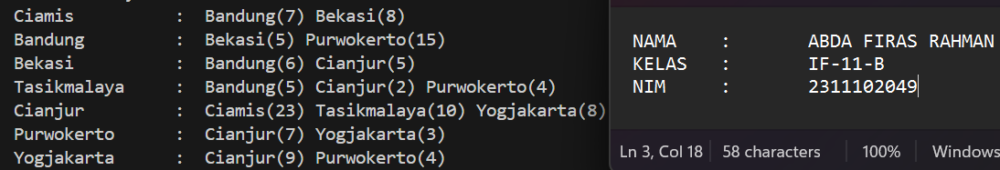 Ciamis : Bandung(7) Bekasi(8)
Bandung : Bekasi(5) Purwokerto(15)
Bekasi : Bandung(6) Cianjur(5)
Tasikmalaya : Bandung(5) Cianjur(2) Purwokerto(4)
Cianjur : Ciamis(23) Tasikmalaya(10) Yogjakarta(8)
Purwokerto : Cianjur(7) Yogjakarta(3)
Yogjakarta : Cianjur(9) Purwokerto(4)
NAMA : ABDA FIRAS RAHMAN
KELAS : IF-11-B
NIM : 2311102049
Ln 3, Col 18 58 characters 100% Windows